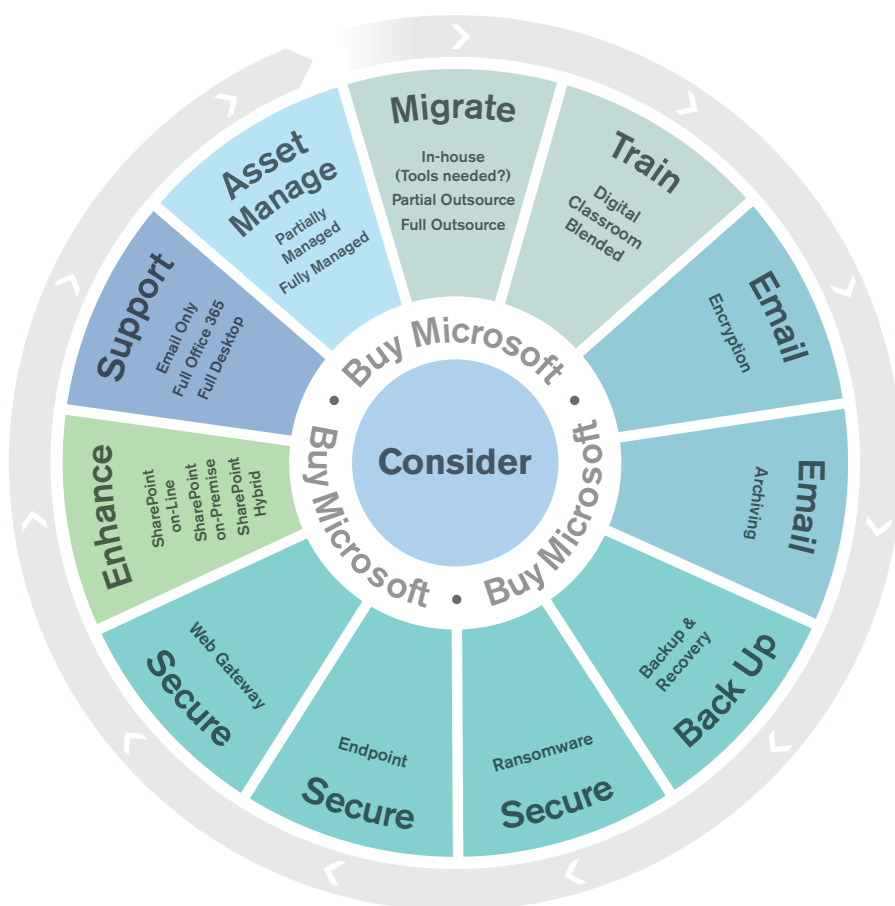 Migrate
In-house
(Tools needed?)
Partial Outsource
Full Outsource
Train
Digital
Classroom
Blended
Email
Encryption
Email
Archiving
Back Up
Backup &
Recovery
Secure
Ransomware
Secure
Endpoint
Secure
Web Gateway
Enhance
SharePoint
on-Line
SharePoint
on-Premise
SharePoint
Hybrid
Support
Email Only
Full Office 365
Full Desktop
Asset
Manage
Partially
Managed
Fully Managed
Buy Microsoft
•
Buy Microsoft
•
Buy Microsoft
•
Consider